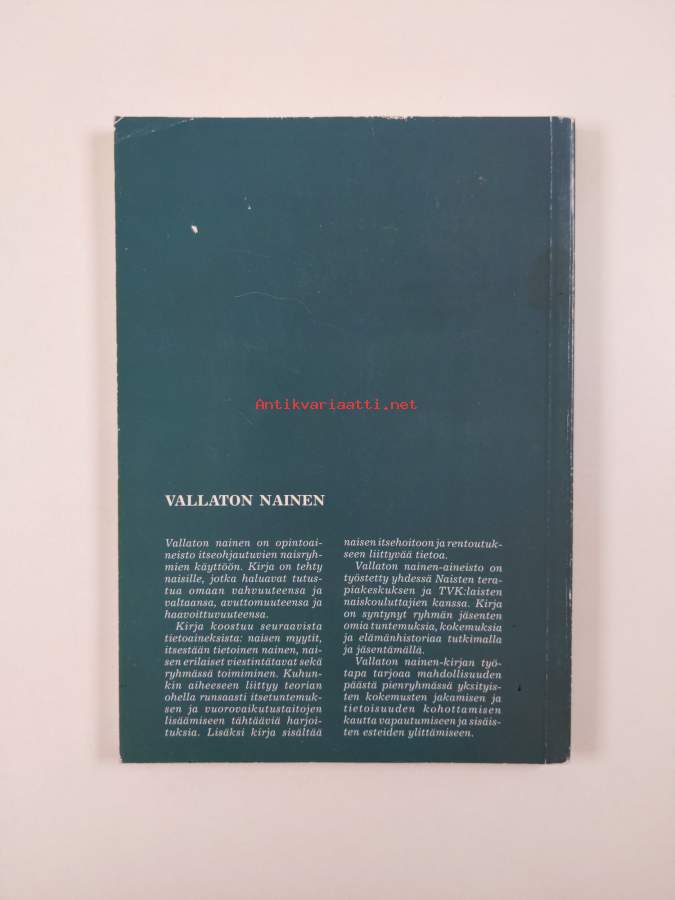 Antikvariaatti.net
VALLATON NAINEN
Vallaton nainen on opintoai-
neisto itseohjautuvien naisryh-
mien käyttöön. Kirja on tehty
naisille, jotka haluavat tutus-
tua omaan vahvuuteensa ja
valtaansa, avuttomuuteensa ja
haavoittuvuuteensa.
Kirja koostuu seuraavista
tietoaineksista: naisen myytit,
itsestään tietoinen nainen, nai-
sen erilaiset viestintätavat sekä
ryhmässä toimiminen. Kuhun-
kin aiheeseen liittyy teorian
ohella runsaasti itsetuntemuk-
sen ja vuorovaikutustaitojen
lisäämiseen tähtääviä harjoi-
tuksia. Lisäksi kirja sisältää
naisen itsehoitoon ja rentoutuk-
seen liittyvää tietoa.
Vallaton nainen-aineisto on
työstetty yhdessä Naisten tera-
piakeskuksen ja TVK:laisten
naiskouluttajien kanssa. Kirja
on syntynyt ryhmän jäsenten
omia tuntemuksia, kokemuksia
ja elämänhistoriaa tutkimalla
ja jäsentämällä.
Vallaton nainen-kirjan työ-
tapa tarjoaa mahdollisuuden
päästä pienryhmässä yksityis-
ten kokemusten jakamisen ja
tietoisuuden kohottamisen
kautta vapautumiseen ja sisäis-
ten esteiden ylittämiseen.